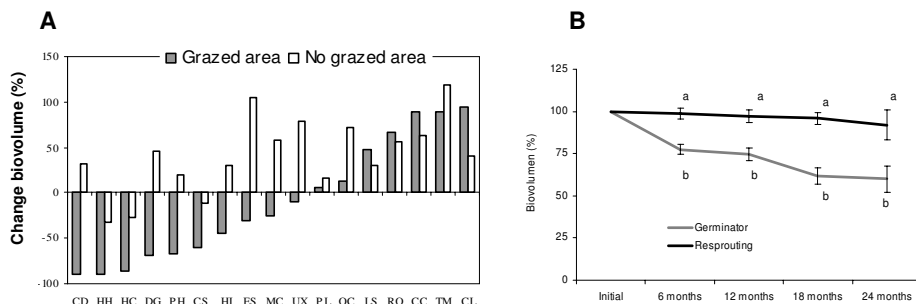 A
Grazed area No grazed area
150
100
50
0
-50
-100
Change biovolume (%)
CD HH HC DG PH CS HI ES MC UX PL OC LS RO CC TM CL
B
125
100
75
50
25
0
Biovolumen (%)
a a a a
b b b b
Germinator
Resprouting
Initial 6 months 12 months 18 months 24 months